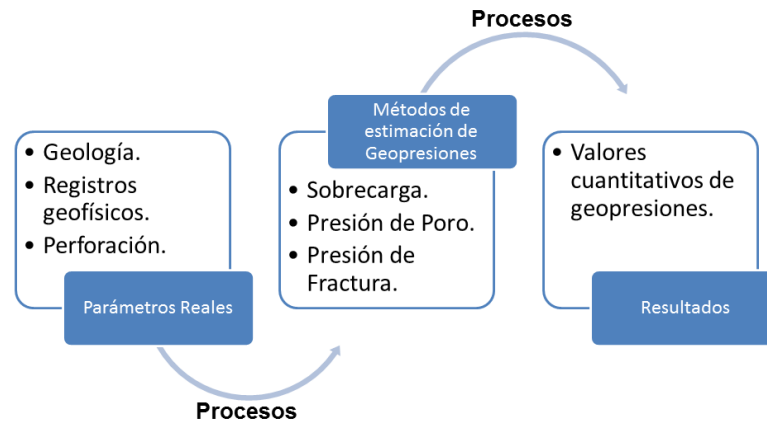 Procesos
• Geología.
• Registros
geofísicos.
• Perforación.
Parámetros Reales
Procesos
Métodos de
estimación de
Geopresiones
• Sobrecarga.
• Presión de Poro.
• Presión de
Fractura.
• Valores
cuantitativos de
geopresiones.
Resultados